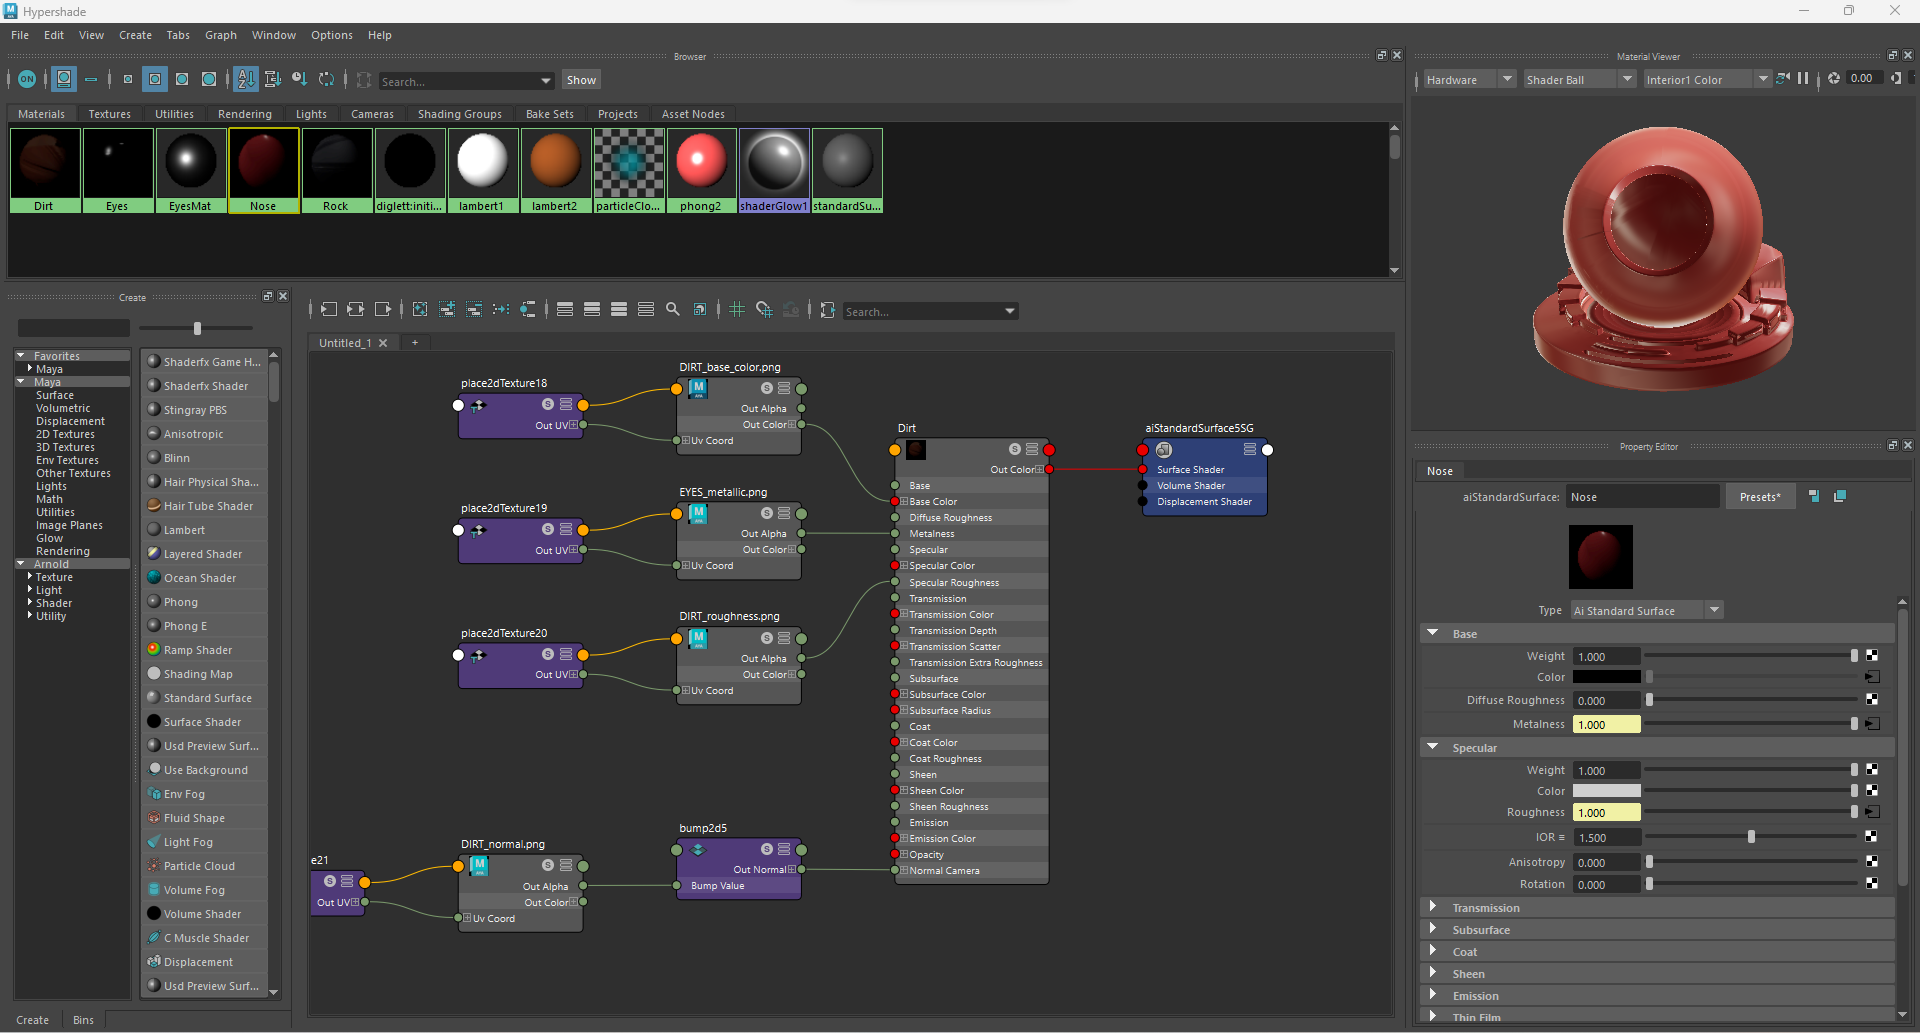 Hypershade
File Edit View Create Tabs Graph Window Options Help
Browser
ON
Search...
Show
Materials Textures Utilities Rendering Lights Cameras Shading Groups Bake Sets Projects Asset Nodes
Dirt Eyes EyesMat Nose Rock diglett:initi... lambert1 lambert2 particleClo... phong2 shaderGlow1 standardSu...
Material Viewer
Hardware Shader Ball Interior1 Color 0.00
Create
Favorites
Maya
Maya
Surface
Volumetric
Displacement
2D Textures
3D Textures
Env Textures
Other Textures
Lights
Math
Utilities
Image Planes
Glow
Rendering
Arnold
Texture
Light
Shader
Utility
Shaderfx Game H...
Shaderfx Shader
Stingray PBS
Anisotropic
Blinn
Hair Physical Sha...
Hair Tube Shader
Lambert
Layered Shader
Ocean Shader
Phong
Phong E
Ramp Shader
Shading Map
Standard Surface
Surface Shader
Usd Preview Surf...
Use Background
Env Fog
Fluid Shape
Light Fog
Particle Cloud
Volume Fog
Volume Shader
C Muscle Shader
Displacement
Usd Preview Surf...
Create Bins
Search...
Untitled_1
+
place2dTexture18
Out UV
DIRT_base_color.png
Out Alpha
Out Color
Uv Coord
place2dTexture19
Out UV
EYES_metallic.png
Out Alpha
Out Color
Uv Coord
place2dTexture20
Out UV
DIRT_roughness.png
Out Alpha
Out Color
Uv Coord
e21
Out UV
DIRT_normal.png
Out Alpha
Out Color
Uv Coord
bump2d5
Out Normal
Bump Value
Dirt
Out Color
Base
Base Color
Diffuse Roughness
Metalness
Specular
Specular Color
Specular Roughness
Transmission
Transmission Color
Transmission Depth
Transmission Scatter
Transmission Extra Roughness
Subsurface
Subsurface Color
Subsurface Radius
Coat
Coat Color
Coat Roughness
Sheen
Sheen Color
Sheen Roughness
Emission
Emission Color
Opacity
Normal Camera
aiStandardSurface5SG
Surface Shader
Volume Shader
Displacement Shader
Property Editor
Nose
aiStandardSurface: Nose Presets*
Type Ai Standard Surface
Base
Weight 1.000
Color
Diffuse Roughness 0.000
Metalness 1.000
Specular
Weight 1.000
Color
Roughness 1.000
IOR = 1.500
Anisotropy 0.000
Rotation 0.000
Transmission
Subsurface
Coat
Sheen
Emission
Thin Film